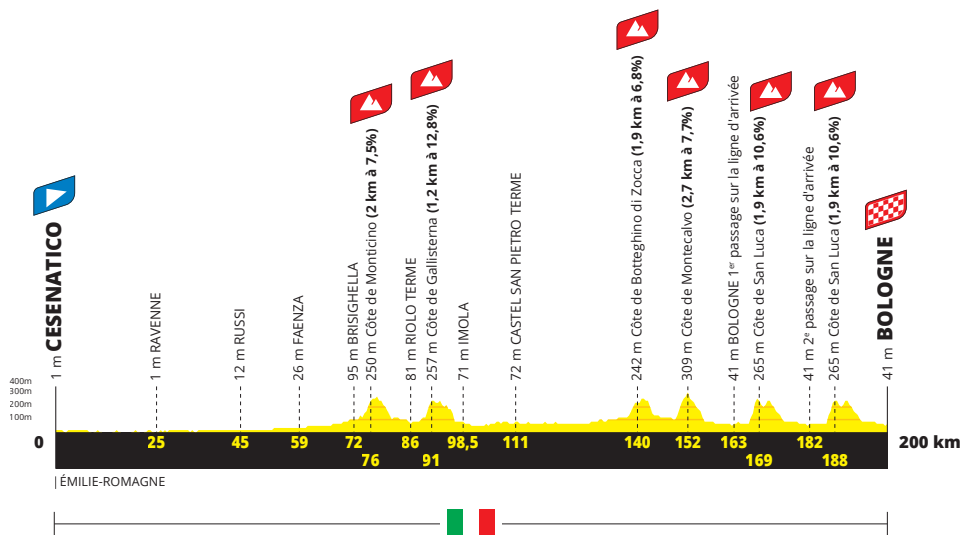 1 m CESENATICO
1 m RAVENNE
12 m RUSSI
26 m FAENZA
95 m BRISIGHELLA
250 m Côte de Monticino (2 km à 7,5%)
81 m RIOLO TERME
257 m Côte de Gallisterna (1,2 km à 12,8%)
71 m IMOLA
72 m CASTEL SAN PIETRO TERME
242 m Côte de Botteghino di Zocca (1,9 km à 6,8%)
309 m Côte de Montecalvo (2,7 km à 7,7%)
41 m BOLOGNE 1er passage sur la ligne d'arrivée
265 m Côte de San Luca (1,9 km à 10,6%)
41 m 2e passage sur la ligne d'arrivée
265 m Côte de San Luca (1,9 km à 10,6%)
41 m BOLOGNE
400m
300m
200m
100m
0 25 45 59 72 86 98,5 111 140 152 163 182 200 km
76 91 169 188
ÉMILIE-ROMAGNE